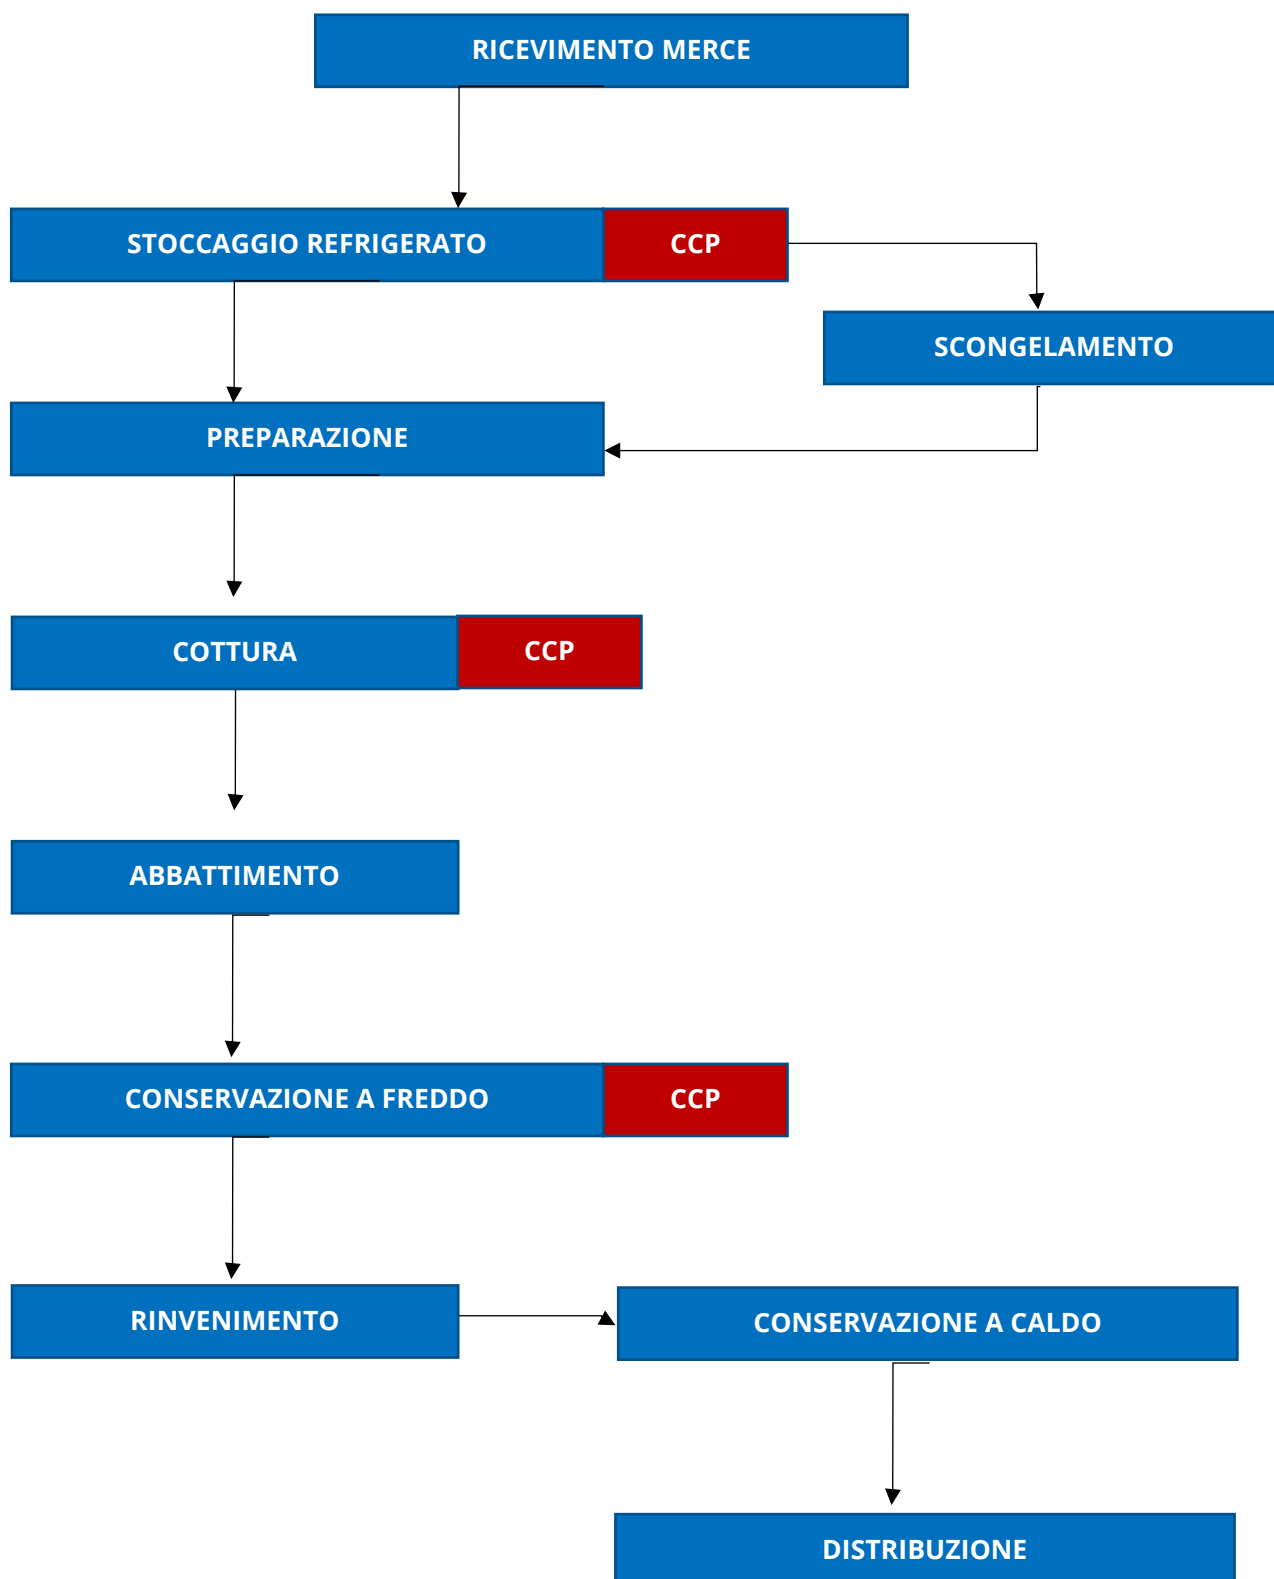 RICEVIMENTO MERCE
STOCCAGGIO REFRIGERATO CCP
SCONGELAMENTO
PREPARAZIONE
COTTURA CCP
ABBATTIMENTO
CONSERVAZIONE A FREDDO CCP
RINVENIMENTO
CONSERVAZIONE A CALDO
DISTRIBUZIONE